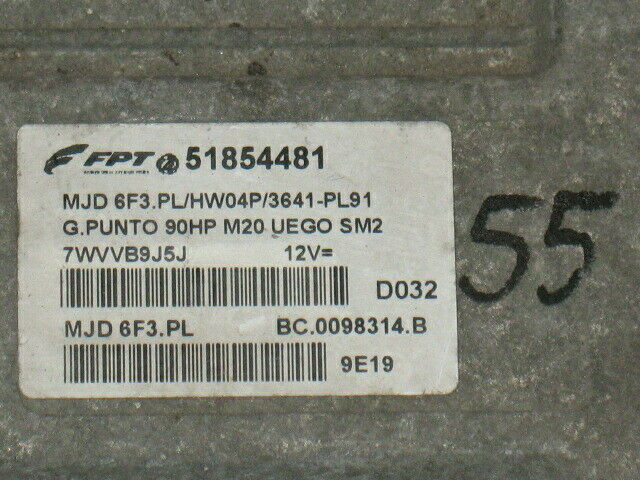 FPT 51854481
MJD 6F3.PL/HW04P/3641-PL91
G.PUNTO 90HP M20 UEGO SM2
7WVVB9J5J 12V=
D032
MJD 6F3.PL BC.0098314.B
9E19
55